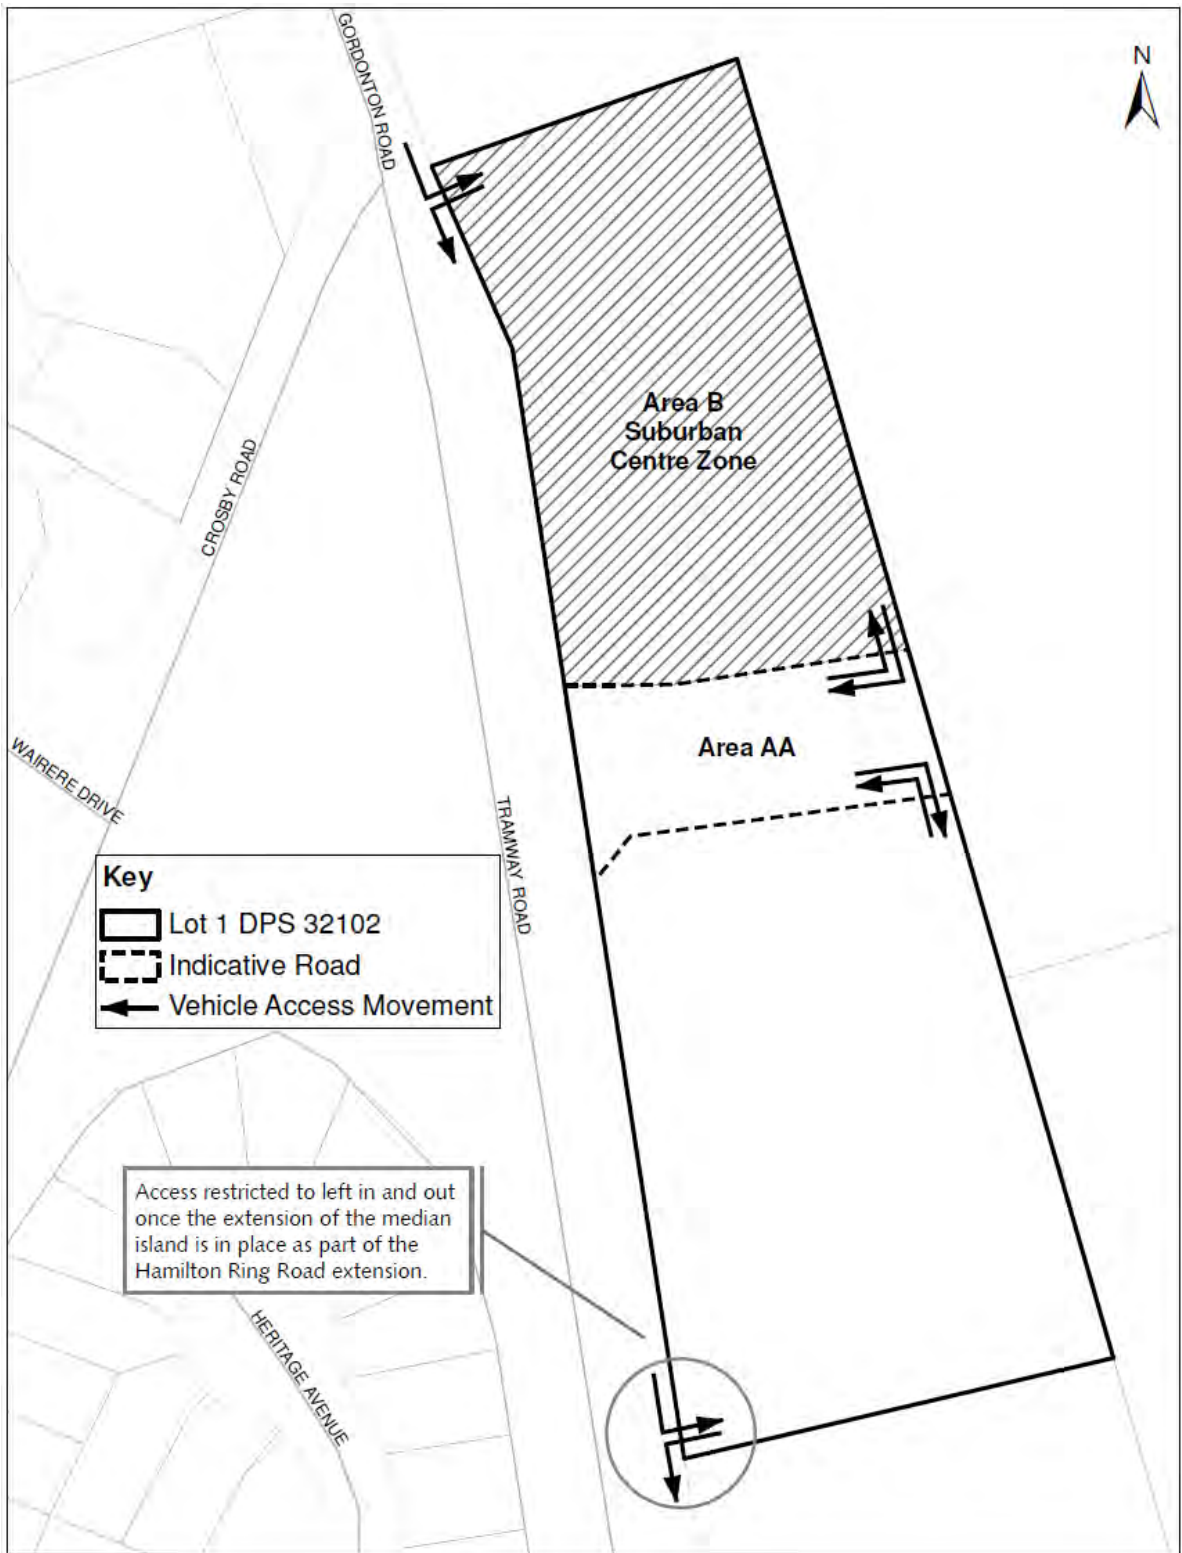 GORDONTON ROAD
N
Area B
Suburban
Centre Zone
CROSBY ROAD
Area AA
WAIRERE DRIVE
TRAMWAY ROAD
Key
Lot 1 DPS 32102
Indicative Road
Vehicle Access Movement
Access restricted to left in and out
once the extension of the median
island is in place as part of the
Hamilton Ring Road extension.
HERITAGE AVENUE